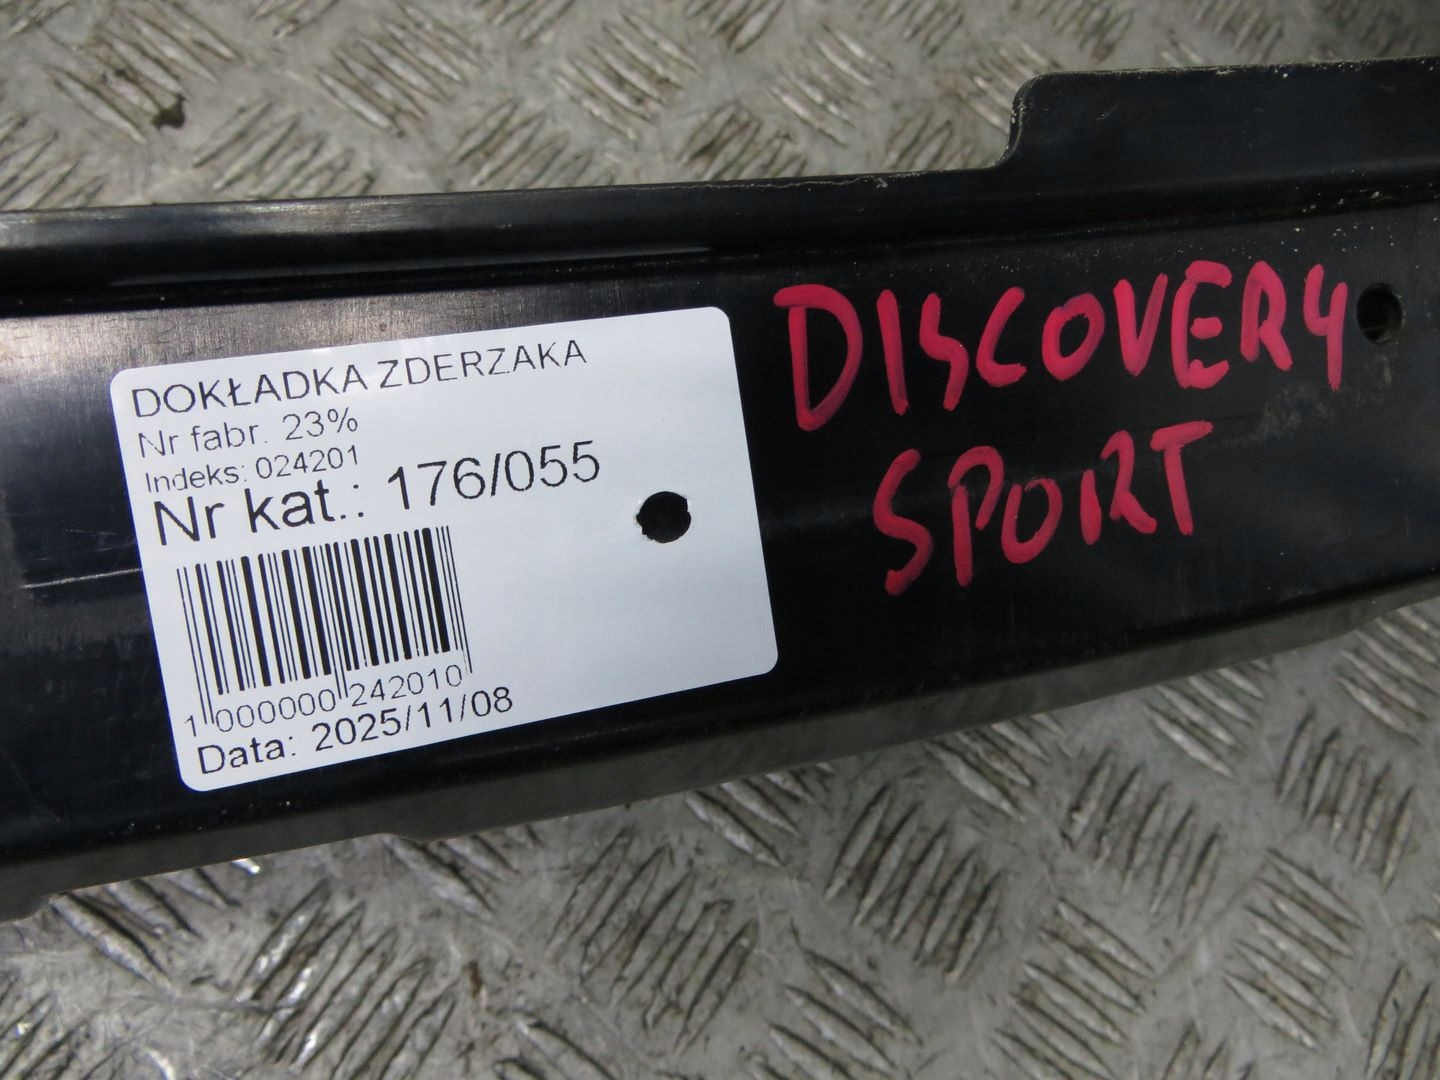 DOKŁADKA ZDERZAKA
Nr fabr. 23%
Indeks: 024201
Nr kat.: 176/055
1 000000 242010
Data: 2025/11/08
DISCOVERY
SPORT